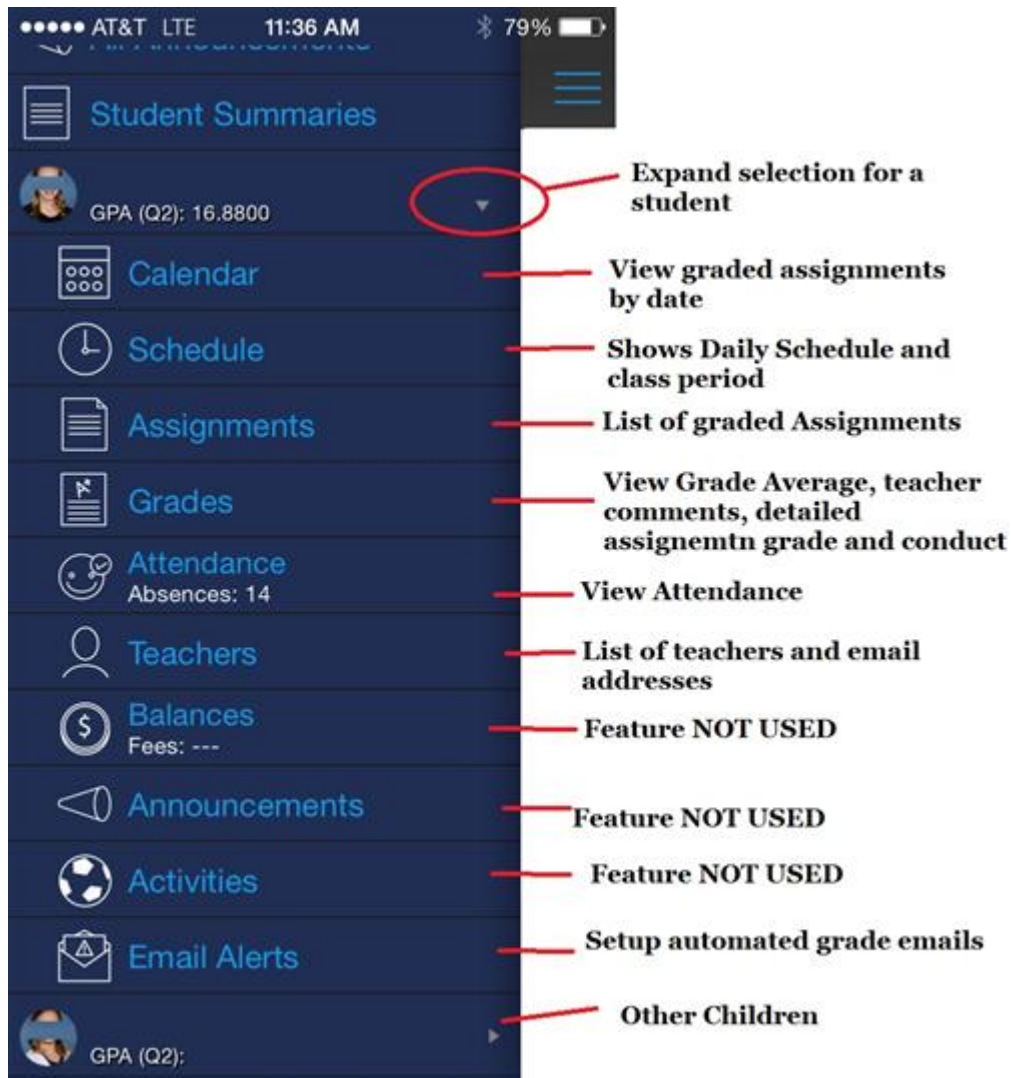 AT&T LTE 11:36 AM 79%
All Announcements
Student Summaries
GPA (Q2): 16.8800
Expand selection for a
student
Calendar
View graded assignments
by date
Schedule
Shows Daily Schedule and
class period
Assignments
List of graded Assignments
Grades
View Grade Average, teacher
comments, detailed
assignemtn grade and conduct
Attendance
Absences: 14
View Attendance
Teachers
List of teachers and email
addresses
Balances
Fees: ---
Feature NOT USED
Announcements
Feature NOT USED
Activities
Feature NOT USED
Email Alerts
Setup automated grade emails
Other Children
GPA (Q2):